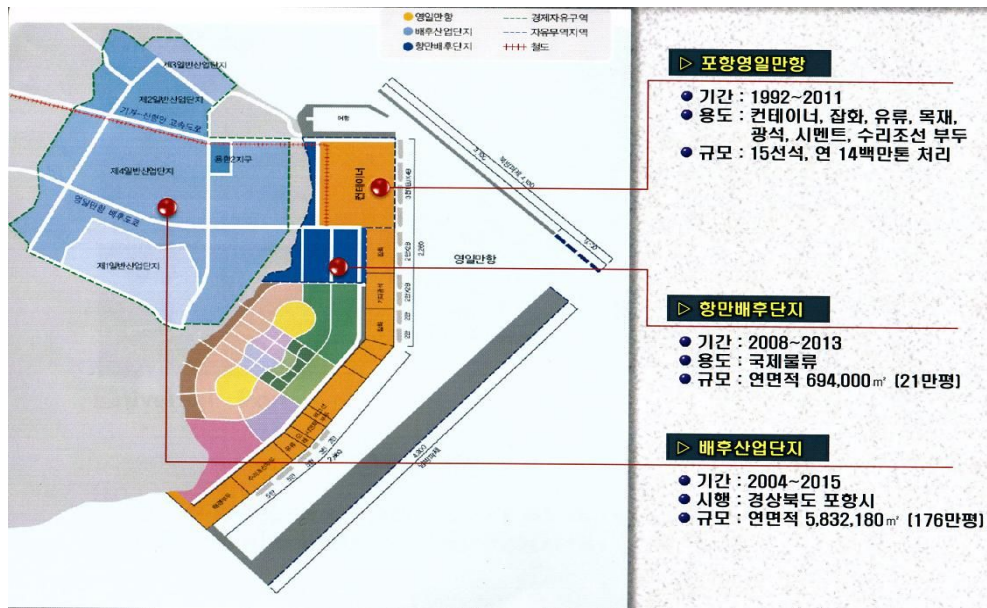 영일만항
경제자유구역
배후산업단지
자유무역지역
항만배후단지
철도
제3일반산업단지
제2일반산업단지
용한2지구
제4일반산업단지
영일만항 배후도로
제1일반산업단지
어항
컨테이너
영일만항
▷ 포항영일만항
기간 : 1992~2011
용도 : 컨테이너, 잡화, 유류, 목재,
광석, 시멘트, 수리조선 부두
규모 : 15선석, 연 14백만톤 처리
▷ 항만배후단지
기간 : 2008~2013
용도 : 국제물류
규모 : 연면적 694,000㎡ (21만평)
▷ 배후산업단지
기간 : 2004~2015
시행 : 경상북도 포항시
규모 : 연면적 5,832,180㎡ (176만평)